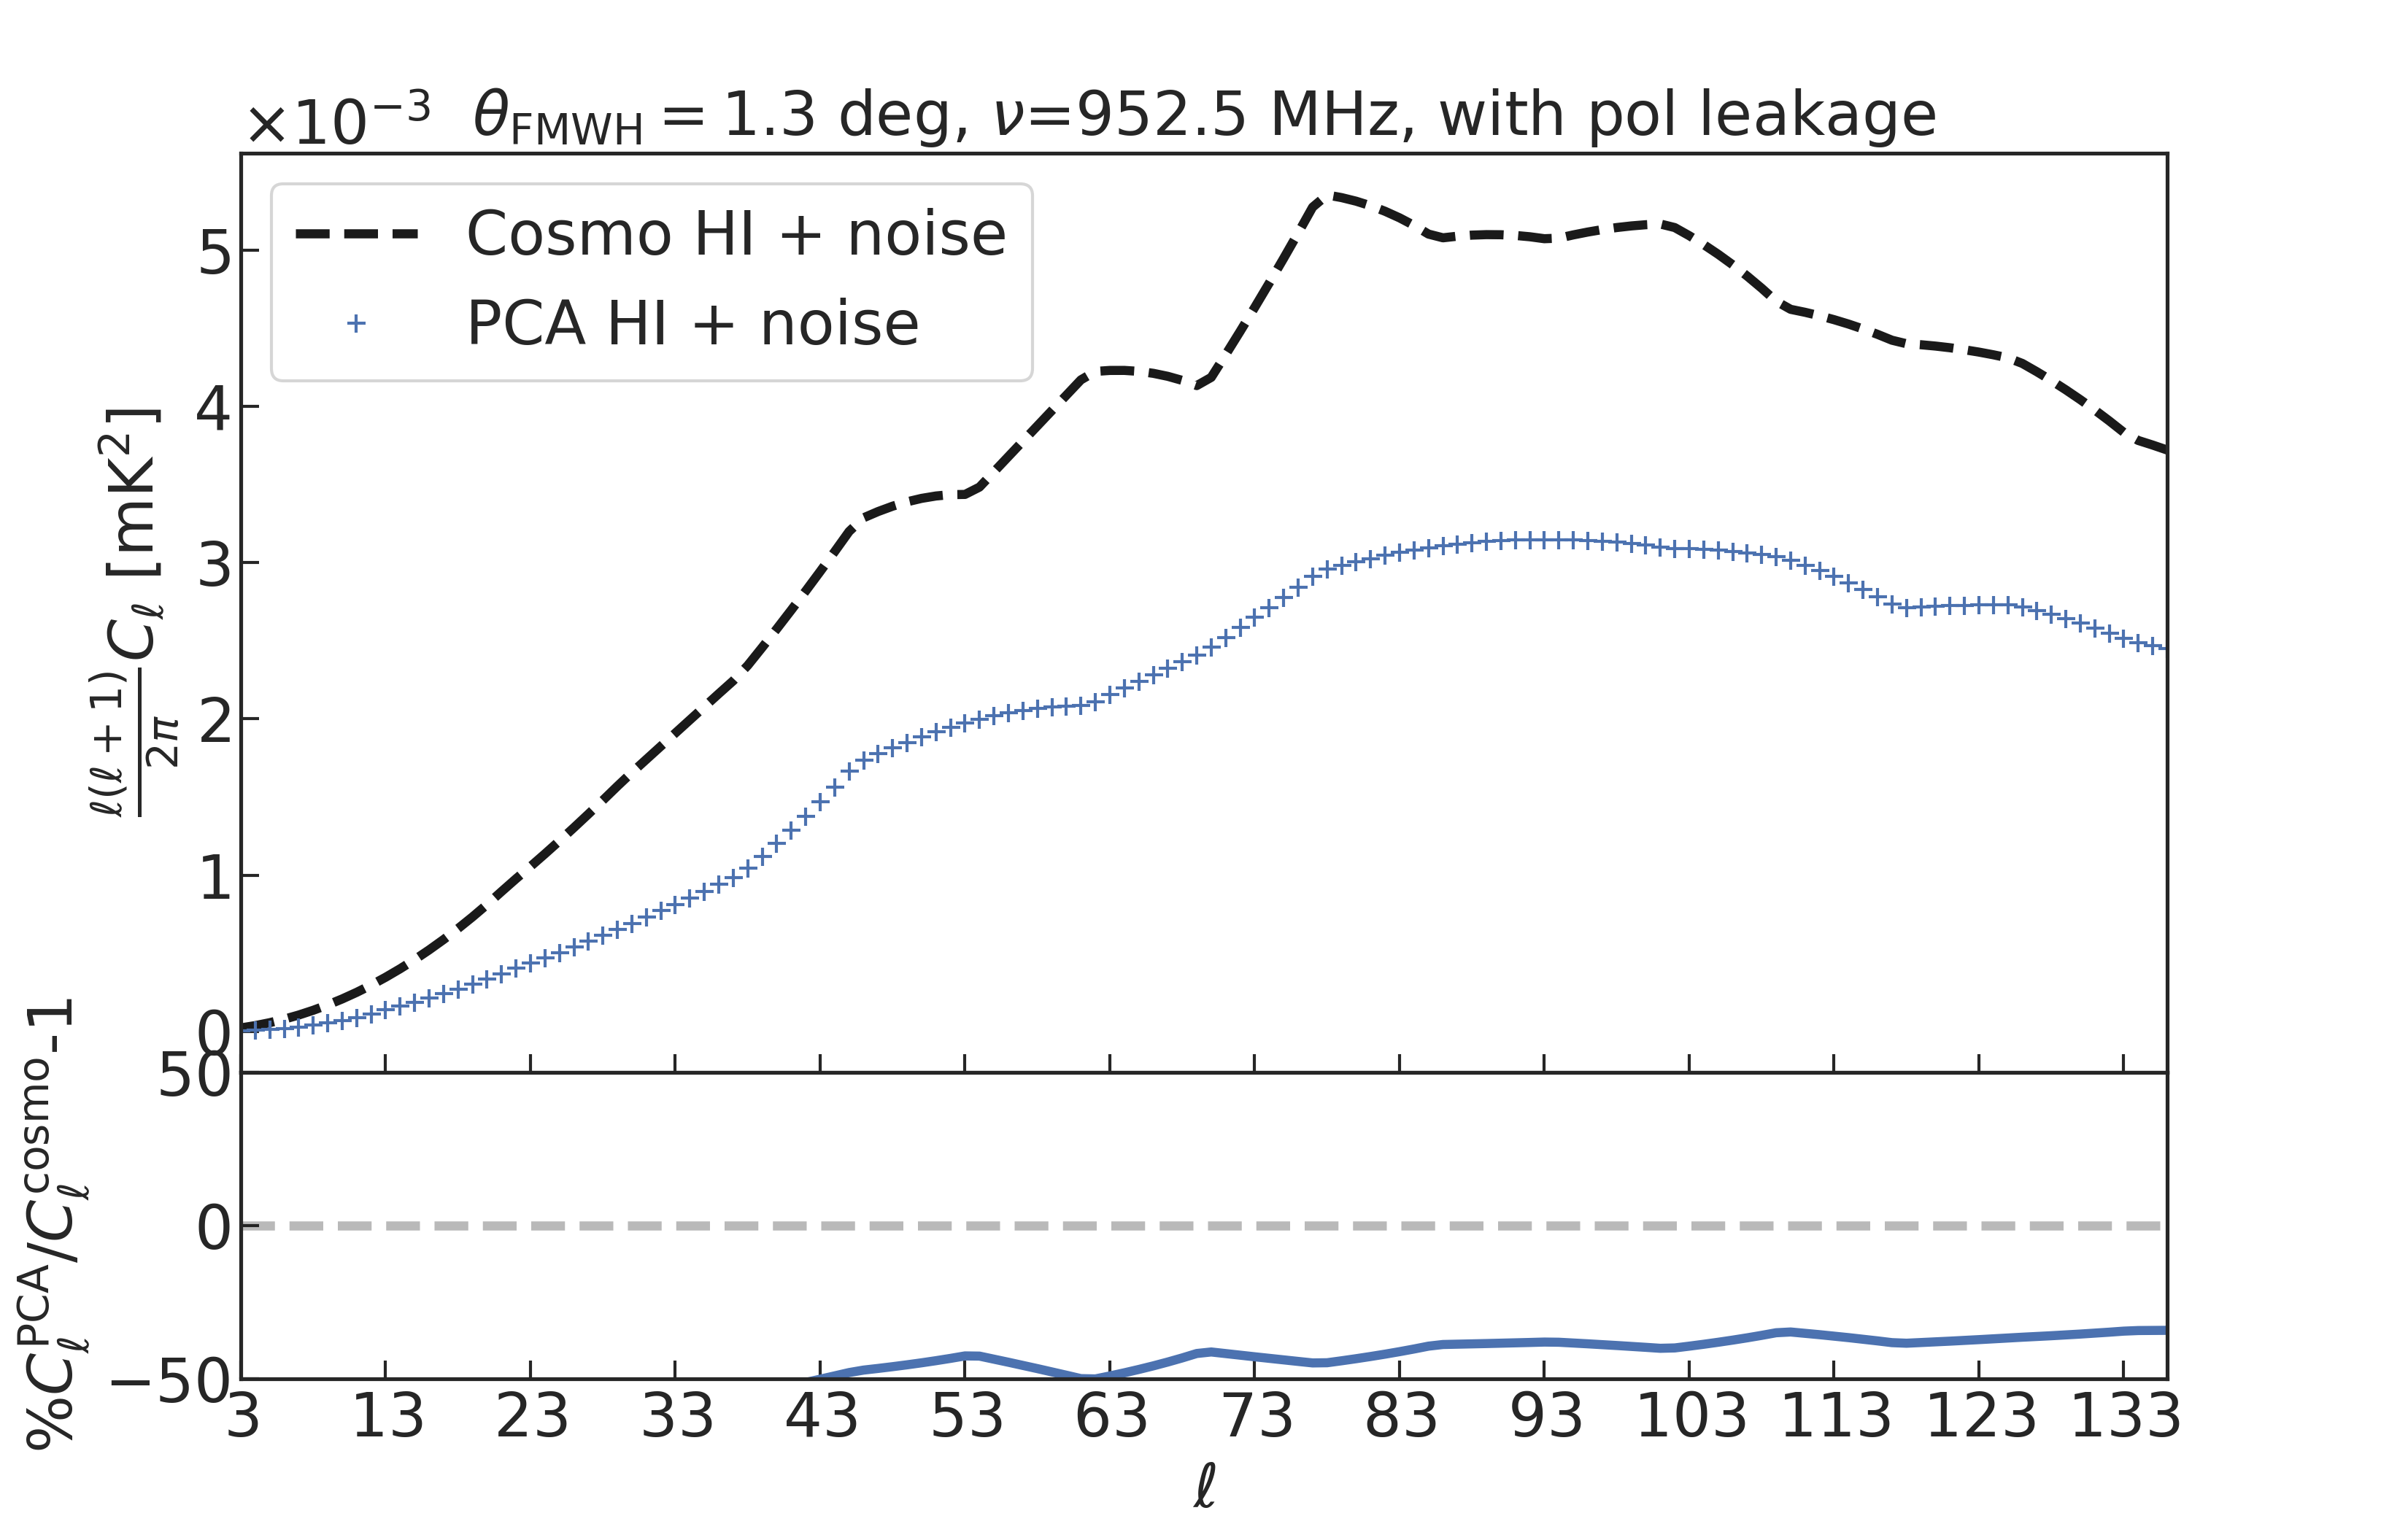 ×10⁻³ θ_FMWH = 1.3 deg, ν=952.5 MHz, with pol leakage
Cosmo HI + noise
PCA HI + noise
ℓ(ℓ + 1)/2π C_ℓ [mK²]
5
4
3
2
1
0
%C_ℓ^PCA/C_ℓ^cosmo-1
50
0
−50
3 13 23 33 43 53 63 73 83 93 103 113 123 133
ℓ